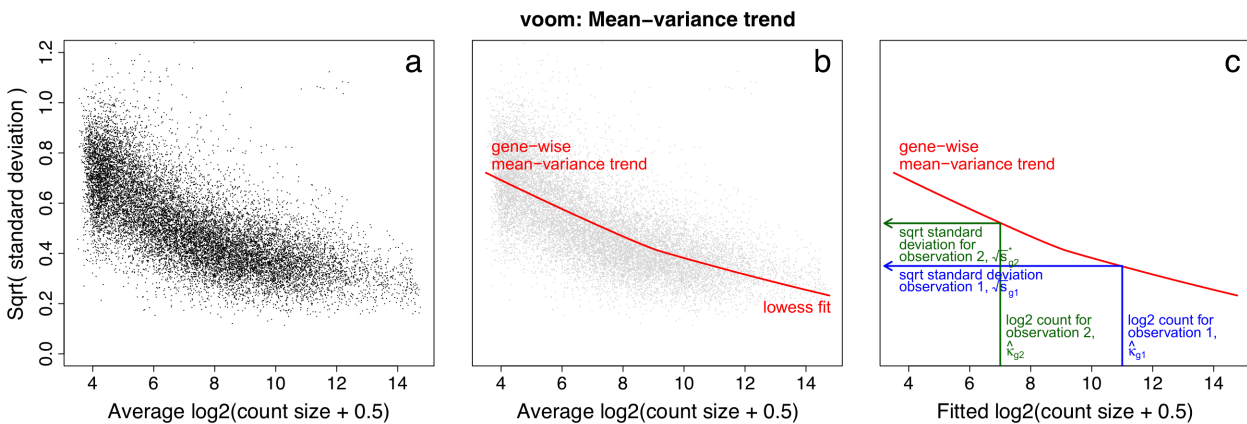 voom: Mean−variance trend
a
Sqrt( standard deviation )
0.0 0.2 0.4 0.6 0.8 1.0 1.2
4 6 8 10 12 14
Average log2(count size + 0.5)
b
gene−wise
mean−variance trend
lowess fit
4 6 8 10 12 14
Average log2(count size + 0.5)
c
gene−wise
mean−variance trend
sqrt standard
deviation for
observation 2, √s*g2
sqrt standard deviation
observation 1, √sg1
log2 count for
observation 2,
κ̂g2
log2 count for
observation 1,
κ̂g1
4 6 8 10 12 14
Fitted log2(count size + 0.5)